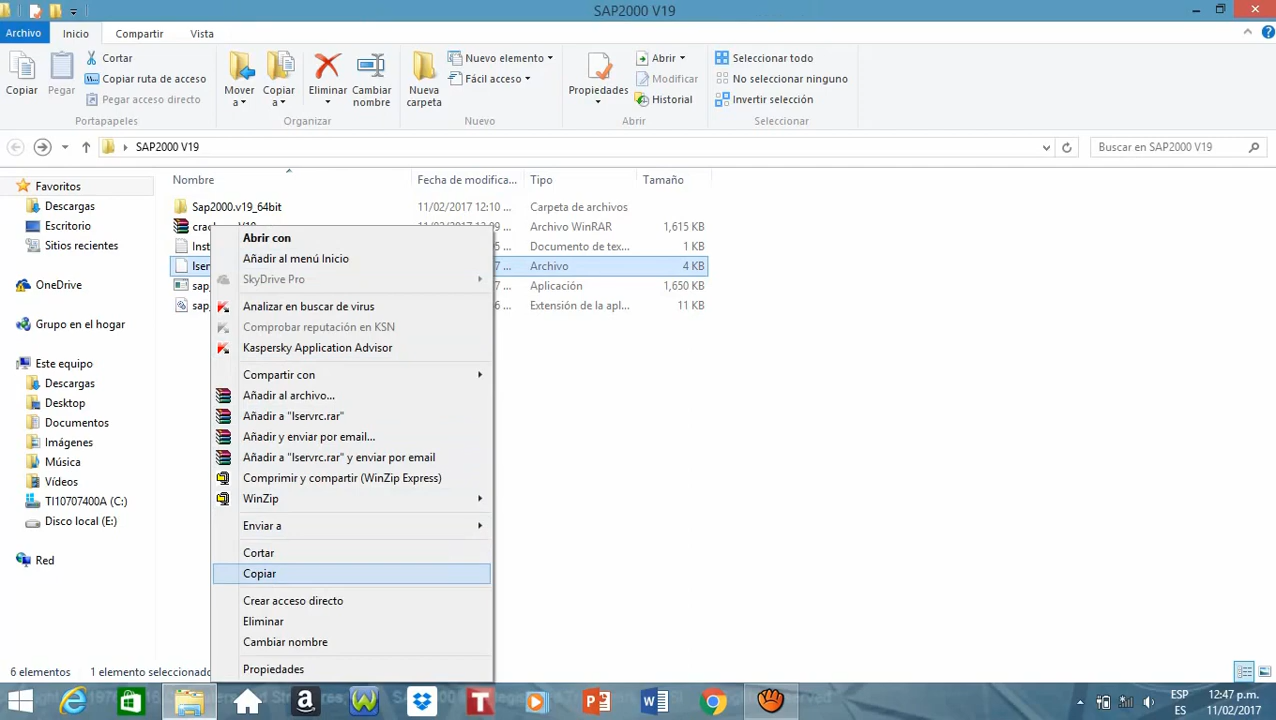 SAP2000 V19
Archivo Inicio Compartir Vista
Copiar
Pegar
Cortar
Copiar ruta de acceso
Pegar acceso directo
Portapapeles
Mover a
Copiar a
Eliminar
Cambiar nombre
Organizar
Nueva carpeta
Nuevo elemento
Fácil acceso
Nuevo
Propiedades
Abrir
Modificar
Historial
Abrir
Seleccionar todo
No seleccionar ninguno
Invertir selección
Seleccionar
SAP2000 V19
Buscar en SAP2000 V19
Favoritos
Descargas
Escritorio
Sitios recientes
OneDrive
Grupo en el hogar
Este equipo
Descargas
Desktop
Documentos
Imágenes
Música
Vídeos
TI10707400A (C:)
Disco local (E:)
Red
Nombre Fecha de modifica... Tipo Tamaño
Sap2000.v19_64bit 11/02/2017 12:10 ... Carpeta de archivos
Archivo WinRAR 1,615 KB
Documento de tex... 1 KB
Archivo 4 KB
Aplicación 1,650 KB
Extensión de la apl... 11 KB
Abrir con
Añadir al menú Inicio
SkyDrive Pro
Analizar en buscar de virus
Comprobar reputación en KSN
Kaspersky Application Advisor
Compartir con
Añadir al archivo...
Añadir a "lservrc.rar"
Añadir y enviar por email...
Añadir a "lservrc.rar" y enviar por email
Comprimir y compartir (WinZip Express)
WinZip
Enviar a
Cortar
Copiar
Crear acceso directo
Eliminar
Cambiar nombre
Propiedades
6 elementos 1 elemento seleccionado
ESP
ES
12:47 p.m.
11/02/2017